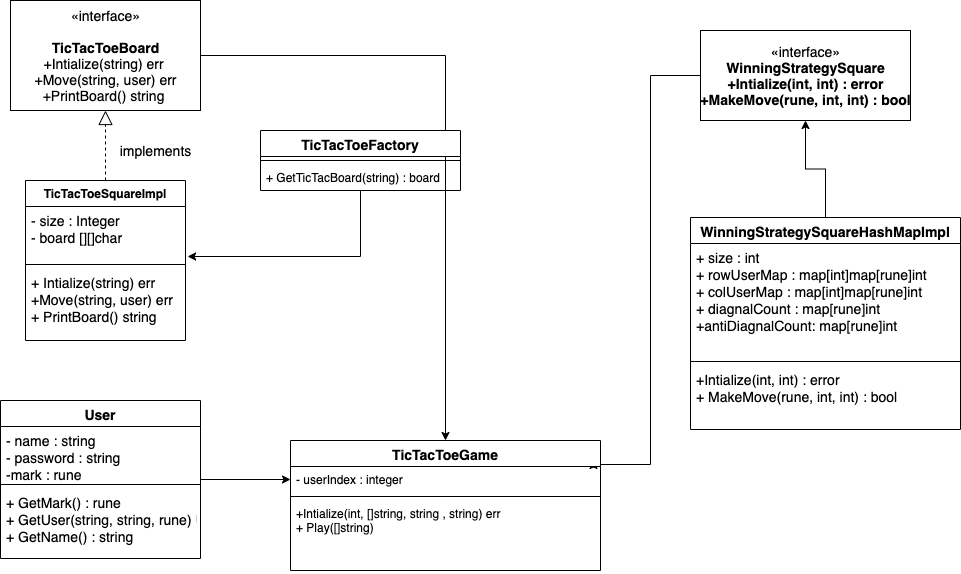 «interface»
TicTacToeBoard
+Intialize(string) err
+Move(string, user) err
+PrintBoard() string
implements
TicTacToeSquareImpl
- size : Integer
- board [][]char
+ Intialize(string) err
+Move(string, user) err
+ PrintBoard() string
TicTacToeFactory
+ GetTicTacBoard(string) : board
«interface»
WinningStrategySquare
+Intialize(int, int) : error
+MakeMove(rune, int, int) : bool
WinningStrategySquareHashMapImpl
+ size : int
+ rowUserMap : map[int]map[rune]int
+ colUserMap : map[int]map[rune]int
+ diagnalCount : map[rune]int
+antiDiagnalCount: map[rune]int
+Intialize(int, int) : error
+ MakeMove(rune, int, int) : bool
User
- name : string
- password : string
-mark : rune
+ GetMark() : rune
+ GetUser(string, string, rune)
+ GetName() : string
TicTacToeGame
- userIndex : integer
+Intialize(int, []string, string , string) err
+ Play([]string)